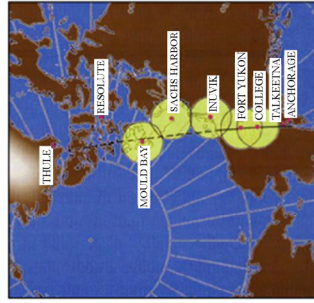 THULE
RESOLUTE
MOULD BAY
SACHS HARBOR
INUVIK
FORT YUKON
COLLEGE
TALKEETNA
ANCHORAGE